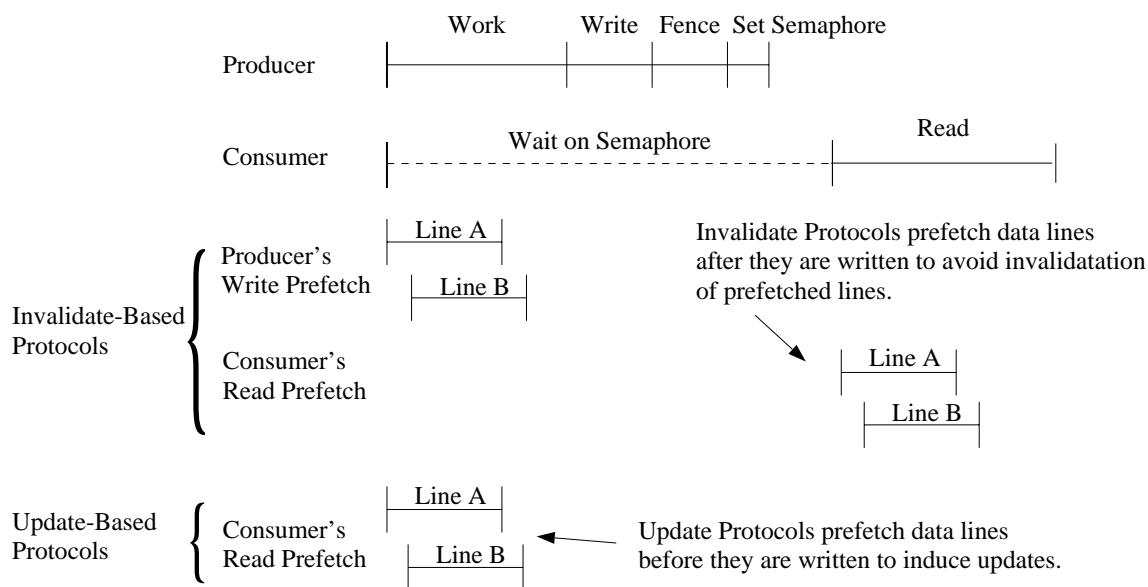 Work Write Fence Set Semaphore
Producer
Read
Wait on Semaphore
Consumer
Line A
Producer's
Write Prefetch
Line B
Invalidate Protocols prefetch data lines
after they are written to avoid invalidatation
of prefetched lines.
Invalidate-Based
Protocols
Consumer's
Read Prefetch
Line A
Line B
Line A
Update-Based
Protocols
Consumer's
Read Prefetch
Line B
Update Protocols prefetch data lines
before they are written to induce updates.